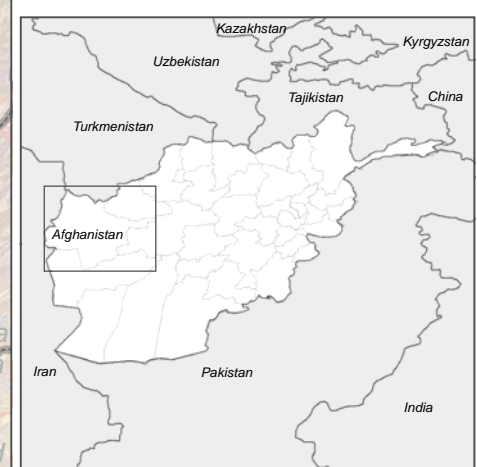 Kazakhstan
Kyrgyzstan
Uzbekistan
Tajikistan
China
Turkmenistan
Afghanistan
Iran
Pakistan
India